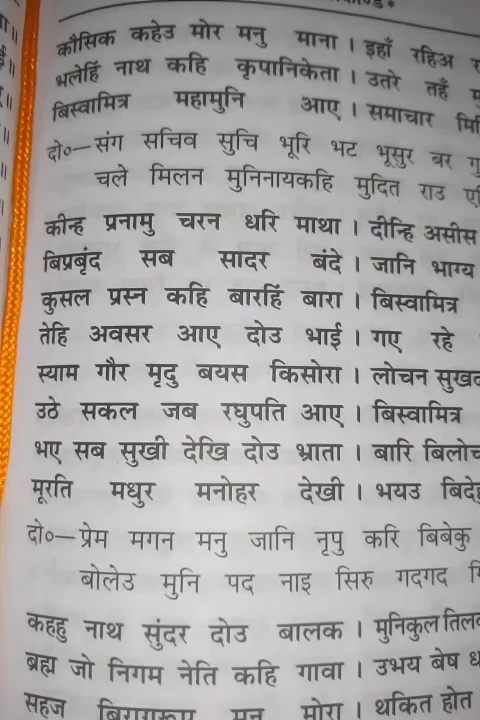 कौसिक कहेउ मोर मनु माना । इहाँ रहिअ
भलेहिं नाथ कहि कृपानिकेता । उतरे तहँ
बिस्वामित्र महामुनि आए । समाचार
दो०— संग सचिव सुचि भूरि भट भूसुर बर
चले मिलन मुनिनायकहि मुदित राउ
कीन्ह प्रनामु चरन धरि माथा । दीन्हि असीस
बिप्रबृंद सब सादर बंदे । जानि भाग्य
कुसल प्रस्न कहि बारहिं बारा । बिस्वामित्र
तेहि अवसर आए दोउ भाई । गए रहे
स्याम गौर मृदु बयस किसोरा । लोचन
उठे सकल जब रघुपति आए । बिस्वामित्र
भए सब सुखी देखि दोउ भ्राता । बारि
मूरति मधुर मनोहर देखी । भयउ
दो०— प्रेम मगन मनु जानि नृपु करि बिबेकु
बोलेउ मुनि पद नाइ सिरु गदगद
कहहु नाथ सुंदर दोउ बालक । मुनिकुल
ब्रह्म जो निगम नेति कहि गावा । उभय बेष
सहज बिरागरूप मनु मोरा । थकित होत